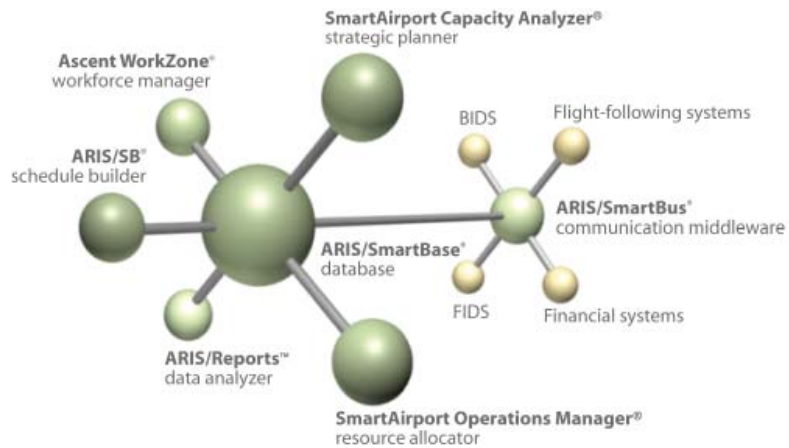 SmartAirport Capacity Analyzer®
strategic planner
Ascent WorkZone®
workforce manager
BIDS
Flight-following systems
ARIS/SB®
schedule builder
ARIS/SmartBus®
communication middleware
ARIS/SmartBase®
database
FIDS
Financial systems
ARIS/Reports™
data analyzer
SmartAirport Operations Manager®
resource allocator